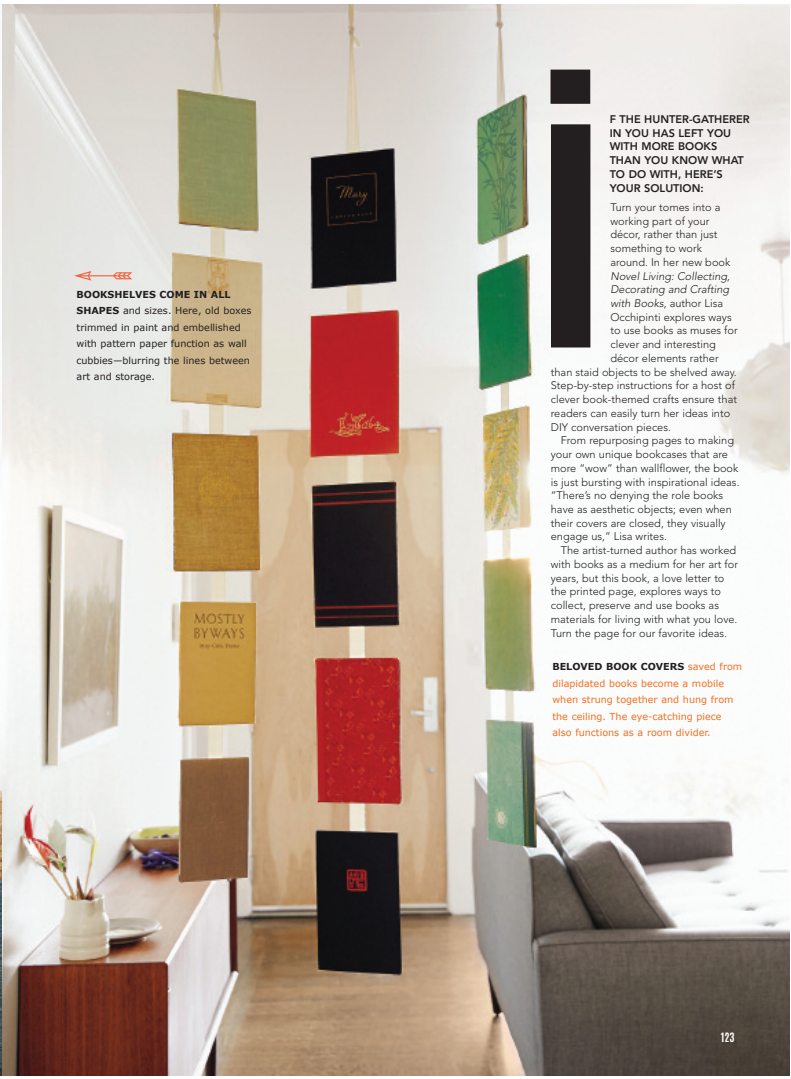 BOOKSHELVES COME IN ALL
SHAPES and sizes. Here, old boxes
trimmed in paint and embellished
with pattern paper function as wall
cubbies—blurring the lines between
art and storage.
Mary
MOSTLY
BYWAYS
i
F THE HUNTER-GATHERER
IN YOU HAS LEFT YOU
WITH MORE BOOKS
THAN YOU KNOW WHAT
TO DO WITH, HERE'S
YOUR SOLUTION:
Turn your tomes into a
working part of your
décor, rather than just
something to work
around. In her new book
Novel Living: Collecting,
Decorating and Crafting
with Books, author Lisa
Occhipinti explores ways
to use books as muses for
clever and interesting
décor elements rather
than staid objects to be shelved away.
Step-by-step instructions for a host of
clever book-themed crafts ensure that
readers can easily turn her ideas into
DIY conversation pieces.
From repurposing pages to making
your own unique bookcases that are
more “wow” than wallflower, the book
is just bursting with inspirational ideas.
“There's no denying the role books
have as aesthetic objects; even when
their covers are closed, they visually
engage us,” Lisa writes.
The artist-turned author has worked
with books as a medium for her art for
years, but this book, a love letter to
the printed page, explores ways to
collect, preserve and use books as
materials for living with what you love.
Turn the page for our favorite ideas.
BELOVED BOOK COVERS saved from
dilapidated books become a mobile
when strung together and hung from
the ceiling. The eye-catching piece
also functions as a room divider.
123